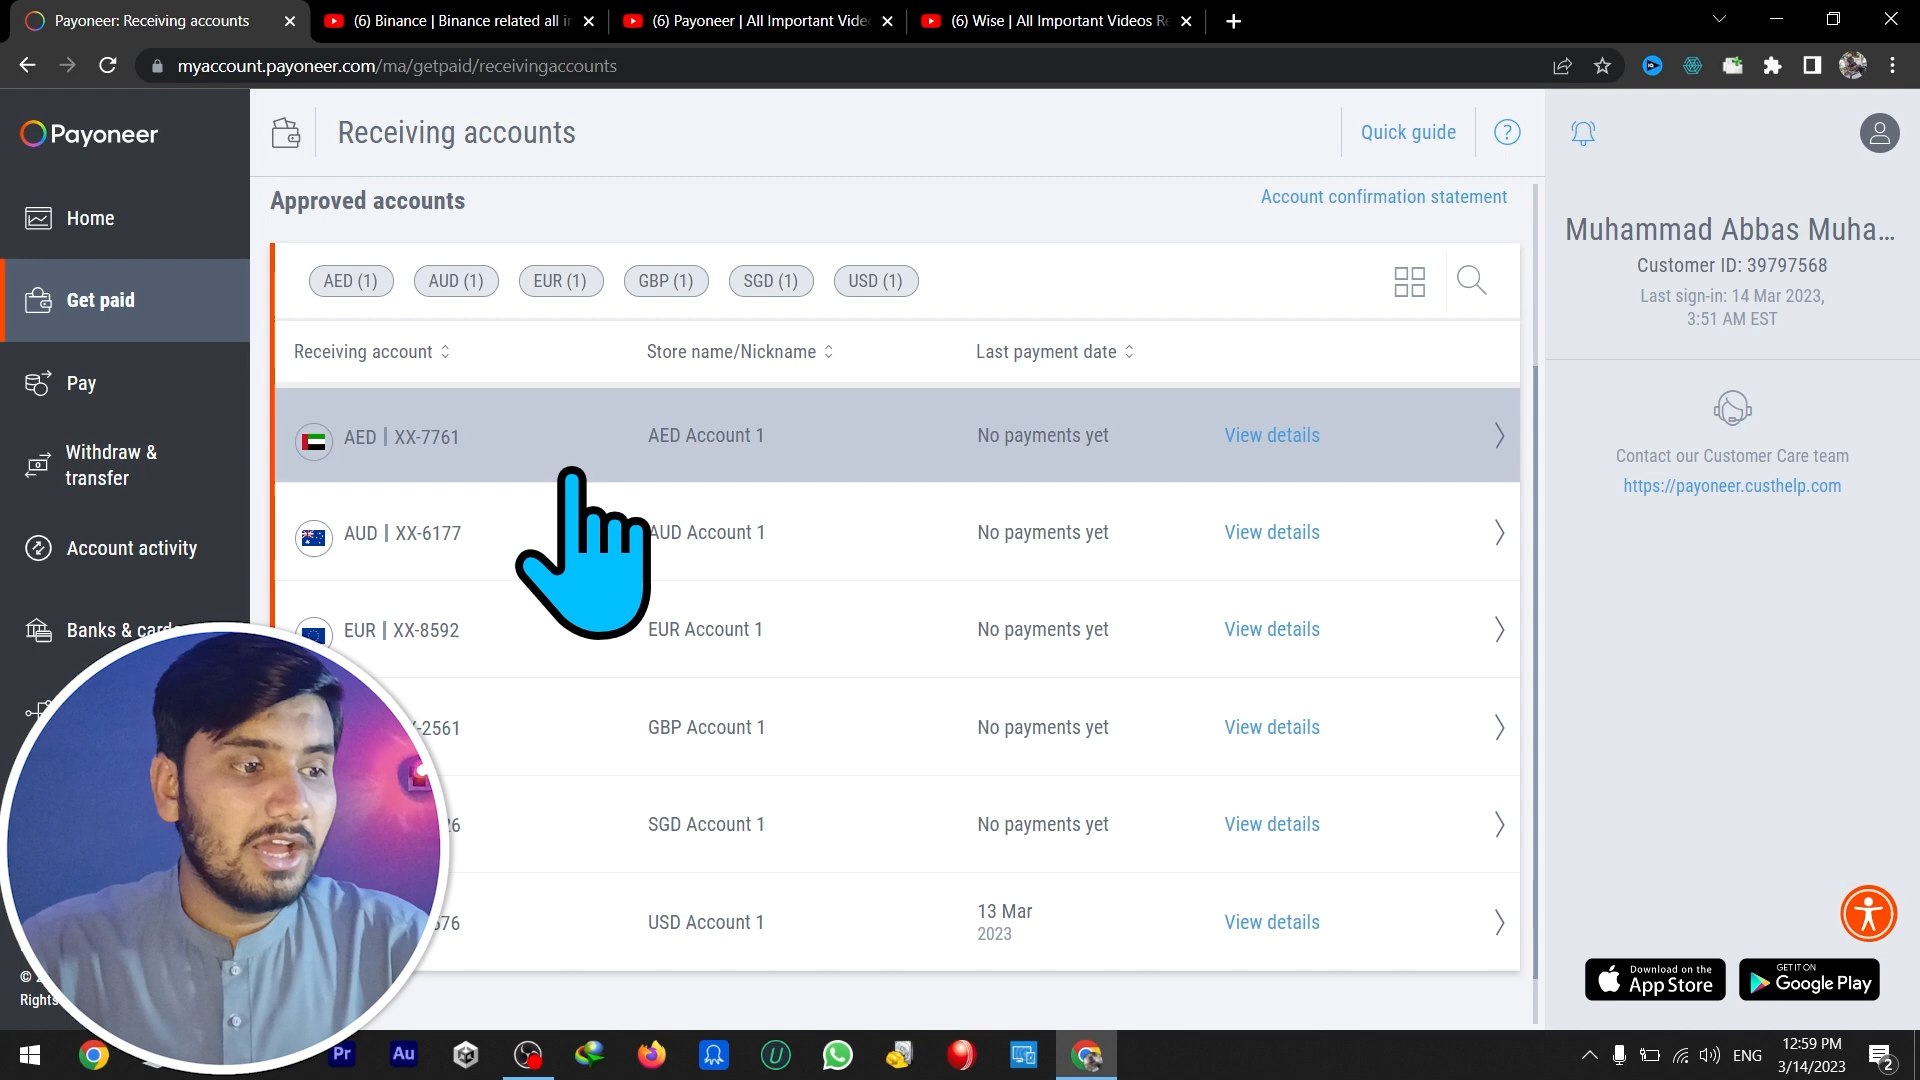 Payoneer: Receiving accounts
(6) Binance | Binance related all i
(6) Payoneer | All Important Vide
(6) Wise | All Important Videos Re
myaccount.payoneer.com/ma/getpaid/receivingaccounts
Payoneer
Home
Get paid
Pay
Withdraw &
transfer
Account activity
Banks & cards
©
Rights
Receiving accounts
Quick guide
?
Approved accounts
Account confirmation statement
AED (1) AUD (1) EUR (1) GBP (1) SGD (1) USD (1)
Receiving account Store name/Nickname Last payment date
AED | XX-7761 AED Account 1 No payments yet View details
AUD | XX-6177 AUD Account 1 No payments yet View details
EUR | XX-8592 EUR Account 1 No payments yet View details
-2561 GBP Account 1 No payments yet View details
26 SGD Account 1 No payments yet View details
676 USD Account 1 13 Mar 2023 View details
Muhammad Abbas Muha...
Customer ID: 39797568
Last sign-in: 14 Mar 2023,
3:51 AM EST
Contact our Customer Care team
https://payoneer.custhelp.com
Download on the
App Store
GET IT ON
Google Play
Pr Au U ENG
12:59 PM
3/14/2023
2